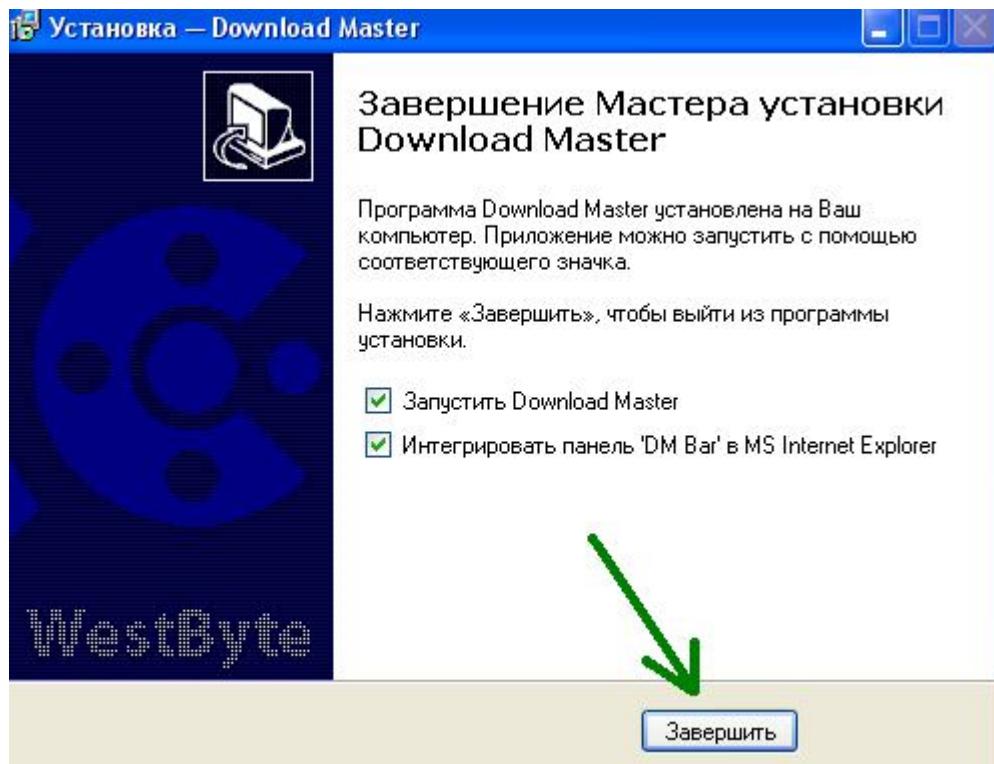 Установка — Download Master
Завершение Мастера установки
Download Master
Программа Download Master установлена на Ваш
компьютер. Приложение можно запустить с помощью
соответствующего значка.
Нажмите «Завершить», чтобы выйти из программы
установки.
Запустить Download Master
Интегрировать панель 'DM Bar' в MS Internet Explorer
WestByte
Завершить